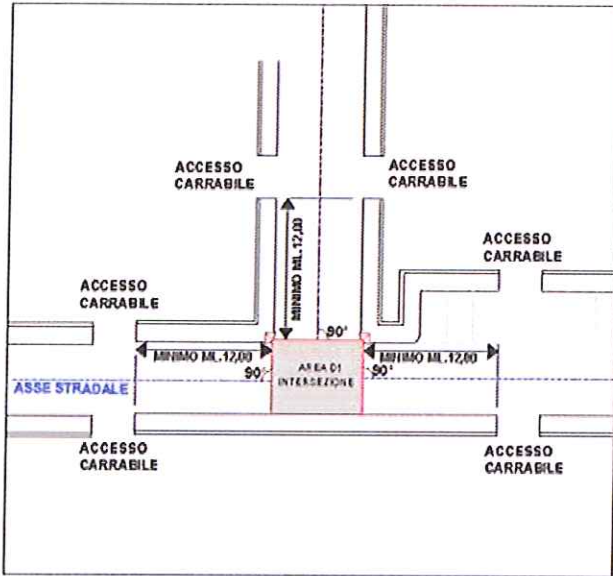 ACCESSO
CARRABILE
ACCESSO
CARRABILE
MINIMO ML.12,00
ACCESSO
CARRABILE
ACCESSO
CARRABILE
90°
MINIMO ML.12,00
MINIMO ML.12,00
90°
90°
AREA DI
INTERSEZIONE
ASSE STRADALE
ACCESSO
CARRABILE
ACCESSO
CARRABILE